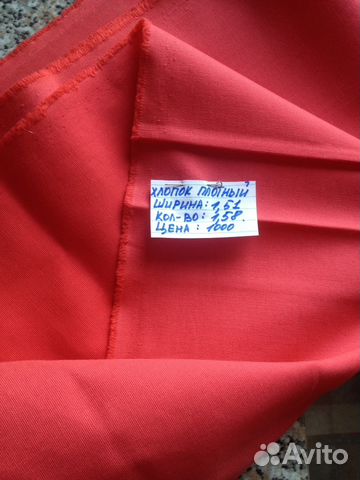 ХЛОПОК ПЛОТНЫЙ
ШИРИНА: 1,51
КОЛ-ВО: 1,58
ЦЕНА: 1000
Avito